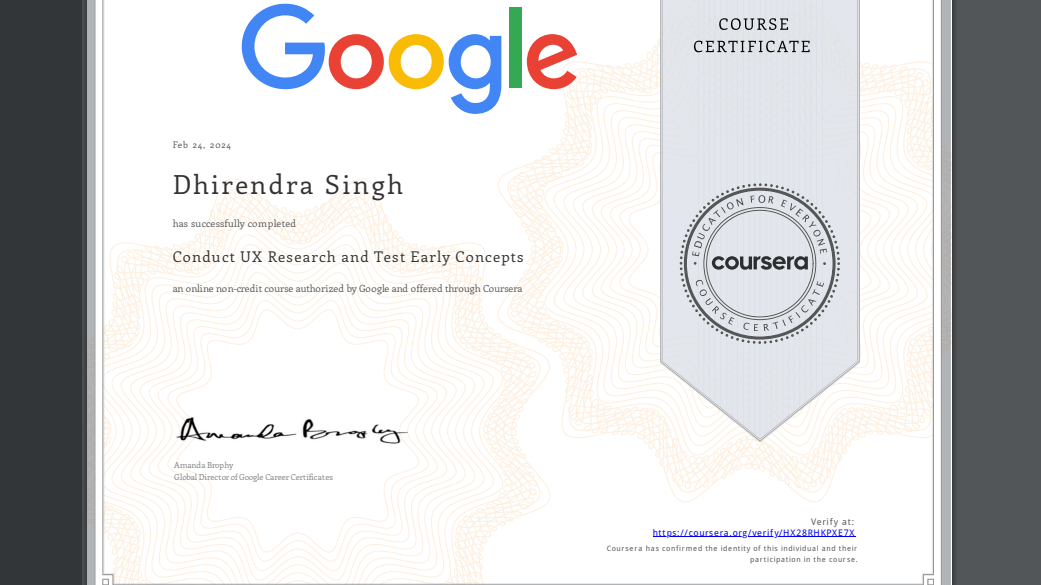 Google
COURSE
CERTIFICATE
Feb 24, 2024
Dhirendra Singh
has successfully completed
Conduct UX Research and Test Early Concepts
an online non-credit course authorized by Google and offered through Coursera
EDUCATION FOR EVERYONE
coursera
COURSE CERTIFICATE
Amanda Brophy
Amanda Brophy
Global Director of Google Career Certificates
Verify at:
https://coursera.org/verify/HX28RHKPXE7X
Coursera has confirmed the identity of this individual and their
participation in the course.